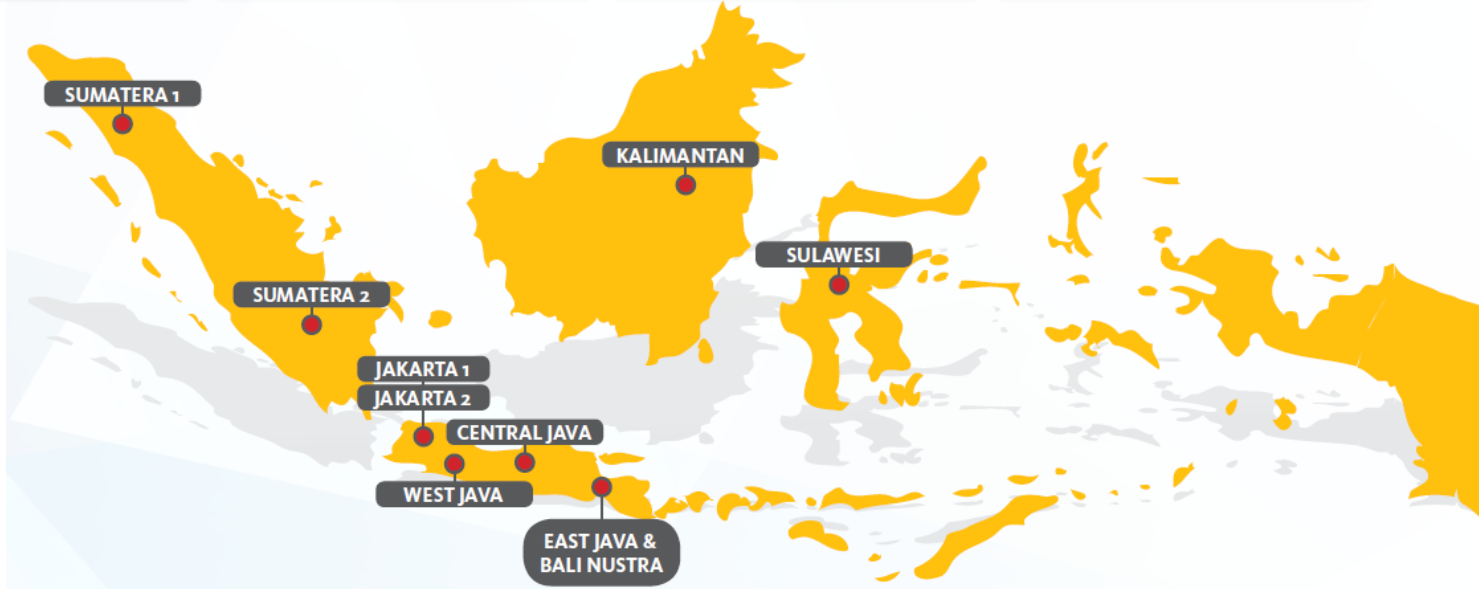 SUMATERA 1
KALIMANTAN
SULAWESI
SUMATERA 2
JAKARTA 1
JAKARTA 2
CENTRAL JAVA
WEST JAVA
EAST JAVA &
BALI NUSTRA